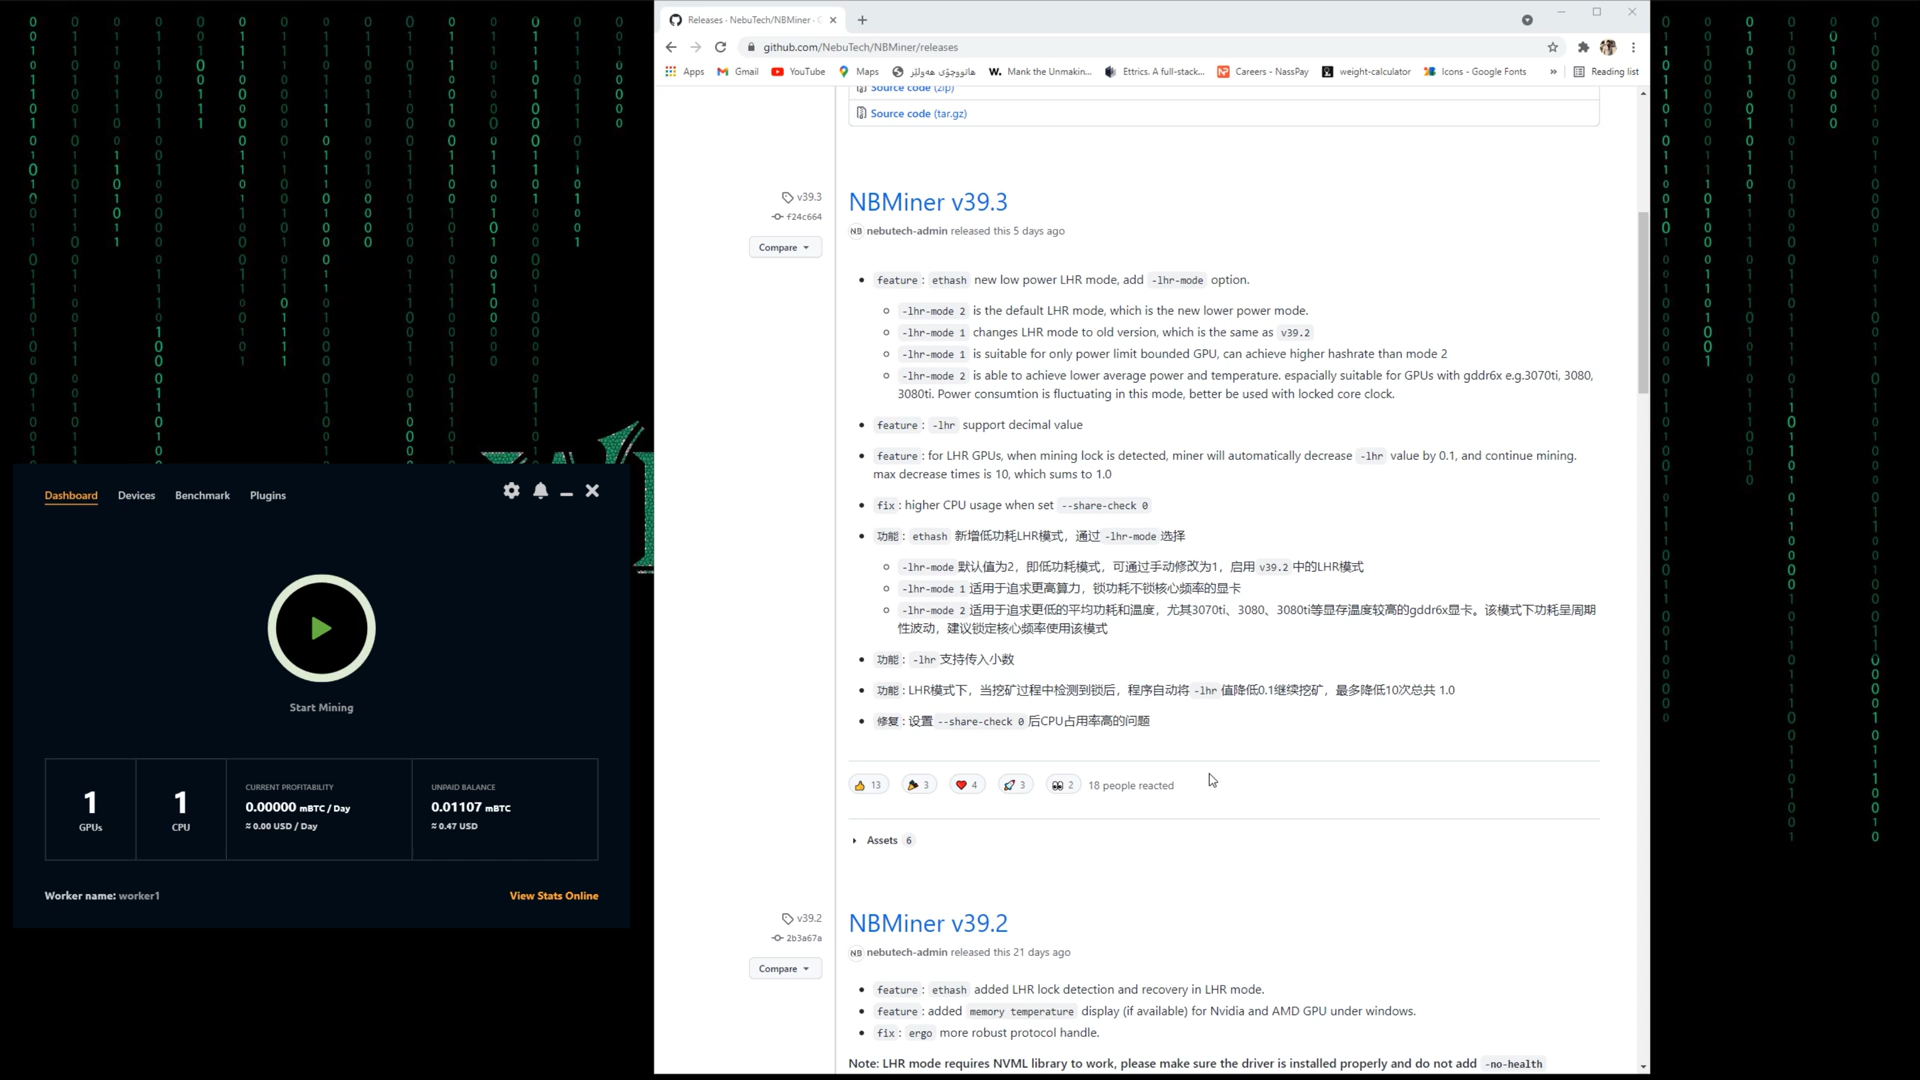 Releases · NebuTech/NBMiner ·
github.com/NebuTech/NBMiner/releases
Apps Gmail YouTube Maps هاتووچۆی هەولێر Mank the Unmakin... Ettrics. A full-stack... Careers - NassPay weight-calculator Icons - Google Fonts » Reading list
Source code (zip)
Source code (tar.gz)
v39.3
f24c664
Compare
NBMiner v39.3
NB nebutech-admin released this 5 days ago
feature : ethash new low power LHR mode, add -lhr-mode option.
-lhr-mode 2 is the default LHR mode, which is the new lower power mode.
-lhr-mode 1 changes LHR mode to old version, which is the same as v39.2
-lhr-mode 1 is suitable for only power limit bounded GPU, can achieve higher hashrate than mode 2
-lhr-mode 2 is able to achieve lower average power and temperature. espacially suitable for GPUs with gddr6x e.g.3070ti, 3080,
3080ti. Power consumtion is fluctuating in this mode, better be used with locked core clock.
feature : -lhr support decimal value
feature : for LHR GPUs, when mining lock is detected, miner will automatically decrease -lhr value by 0.1, and continue mining.
max decrease times is 10, which sums to 1.0
fix : higher CPU usage when set --share-check 0
功能 : ethash 新增低功耗LHR模式，通过 -lhr-mode 选择
-lhr-mode 默认值为2，即低功耗模式，可通过手动修改为1，启用 v39.2 中的LHR模式
-lhr-mode 1 适用于追求更高算力，锁功耗不锁核心频率的显卡
-lhr-mode 2 适用于追求更低的平均功耗和温度，尤其3070ti、3080、3080ti等显存温度较高的gddr6x显卡。该模式下功耗呈周期
性波动，建议锁定核心频率使用该模式
功能 : -lhr 支持传入小数
功能 : LHR模式下，当挖矿过程中检测到锁后，程序自动将 -lhr 值降低0.1继续挖矿，最多降低10次总共 1.0
修复 : 设置 --share-check 0 后CPU占用率高的问题
13 3 4 3 2 18 people reacted
Assets 6
v39.2
2b3a67a
Compare
NBMiner v39.2
NB nebutech-admin released this 21 days ago
feature : ethash added LHR lock detection and recovery in LHR mode.
feature : added memory temperature display (if available) for Nvidia and AMD GPU under windows.
fix : ergo more robust protocol handle.
Note: LHR mode requires NVML library to work, please make sure the driver is installed properly and do not add -no-health
Dashboard Devices Benchmark Plugins
Start Mining
1
GPUs
1
CPU
CURRENT PROFITABILITY
0.00000 mBTC / Day
≈ 0.00 USD / Day
UNPAID BALANCE
0.01107 mBTC
≈ 0.47 USD
Worker name: worker1
View Stats Online